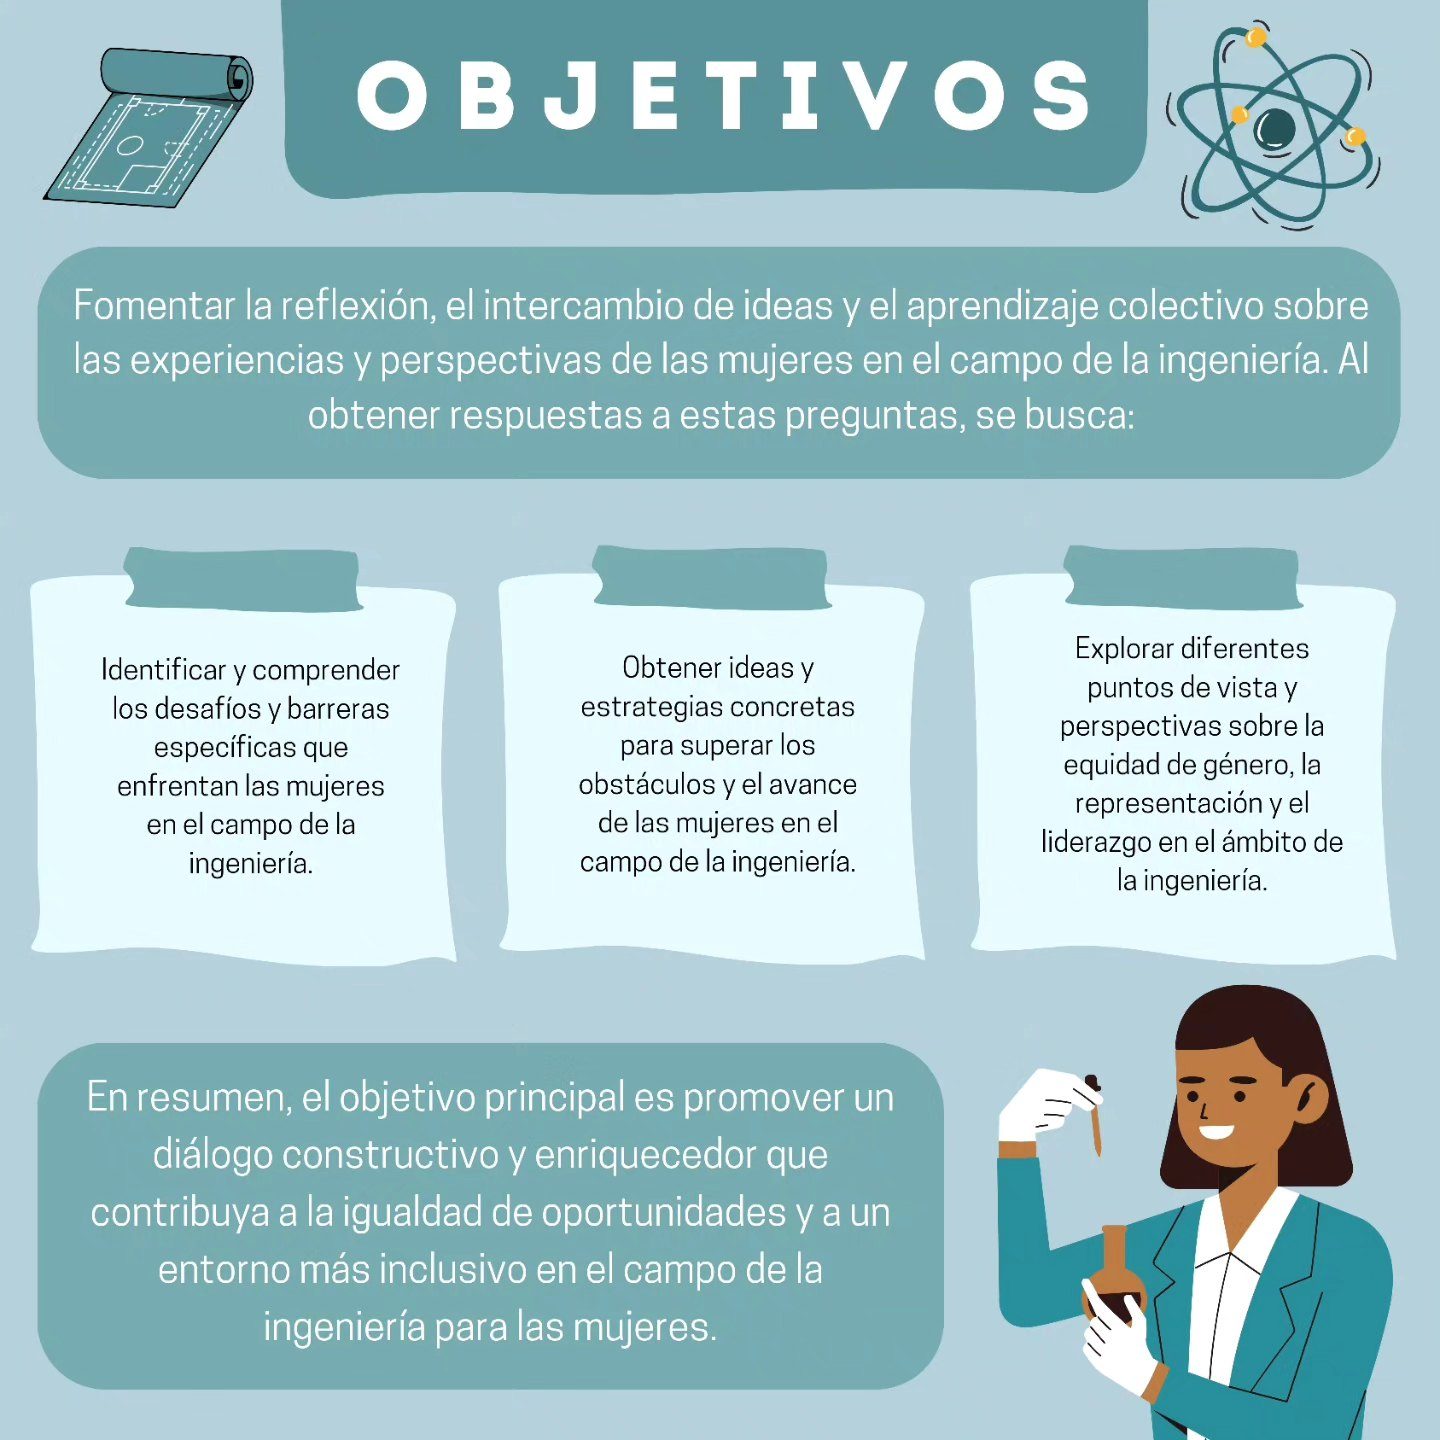 OBJETIVOS
Fomentar la reflexión, el intercambio de ideas y el aprendizaje colectivo sobre
las experiencias y perspectivas de las mujeres en el campo de la ingeniería. Al
obtener respuestas a estas preguntas, se busca:
Identificar y comprender
los desafíos y barreras
específicas que
enfrentan las mujeres
en el campo de la
ingeniería.
Obtener ideas y
estrategias concretas
para superar los
obstáculos y el avance
de las mujeres en el
campo de la ingeniería.
Explorar diferentes
puntos de vista y
perspectivas sobre la
equidad de género, la
representación y el
liderazgo en el ámbito de
la ingeniería.
En resumen, el objetivo principal es promover un
diálogo constructivo y enriquecedor que
contribuya a la igualdad de oportunidades y a un
entorno más inclusivo en el campo de la
ingeniería para las mujeres.